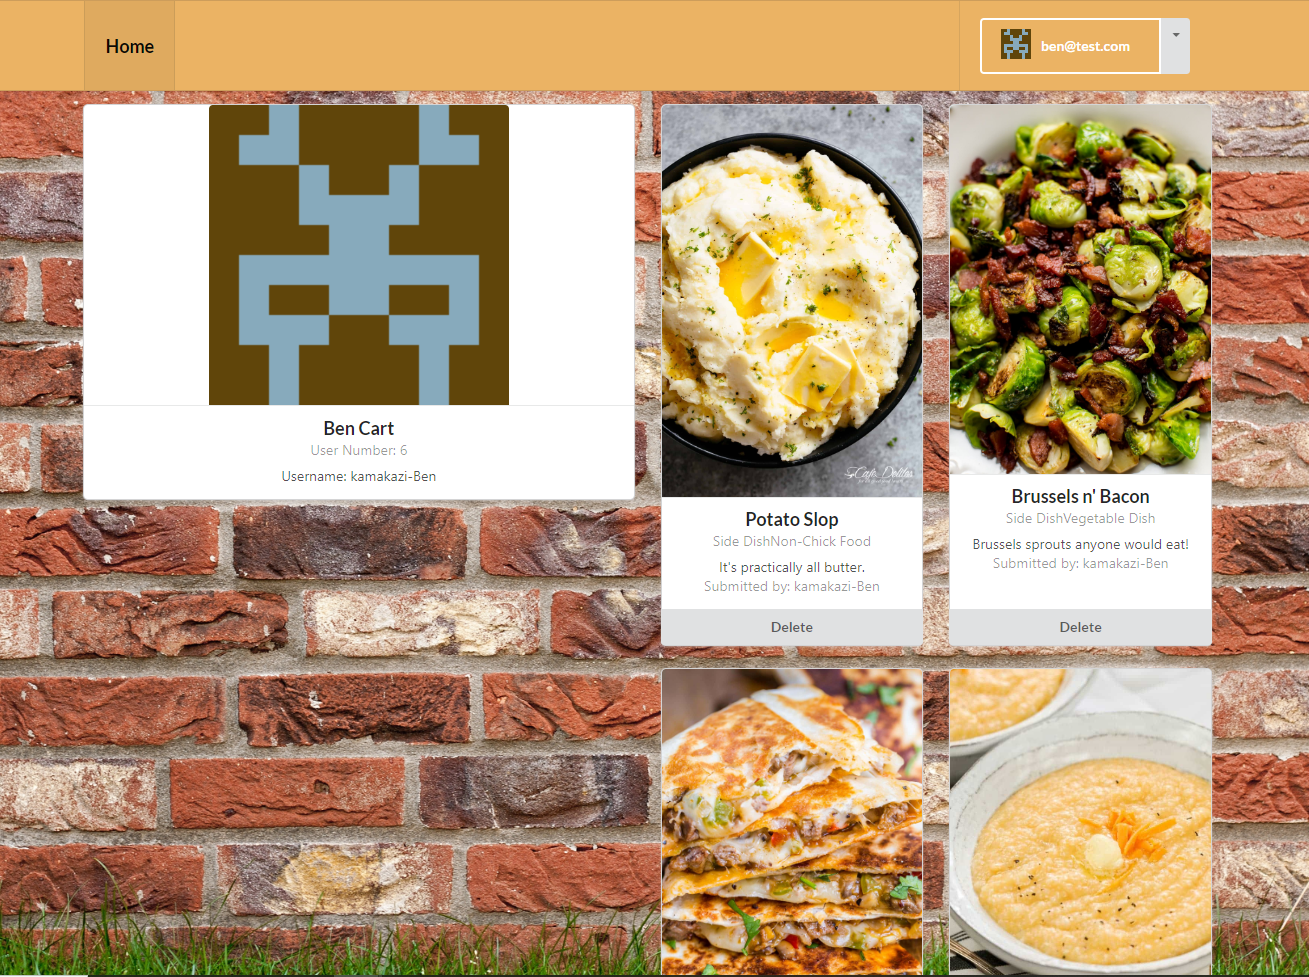 Home
ben@test.com
Ben Cart
User Number: 6
Username: kamakazi-Ben
Cafe Delites
Potato Slop
Side DishNon-Chick Food
It's practically all butter.
Submitted by: kamakazi-Ben
Delete
Brussels n' Bacon
Side DishVegetable Dish
Brussels sprouts anyone would eat!
Submitted by: kamakazi-Ben
Delete